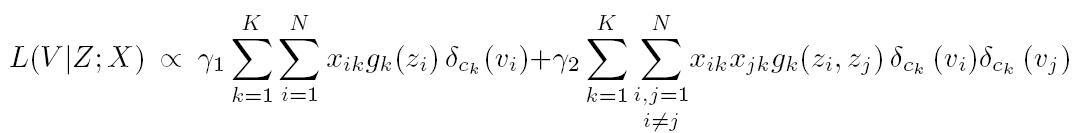 L(V|Z; X) ∝ γ₁ ∑_{k=1}^{K} ∑_{i=1}^{N} x_{ik} g_k(z_i) δ_{c_k}(v_i) + γ₂ ∑_{k=1}^{K} ∑_{i,j=1, i≠j}^{N} x_{ik} x_{jk} g_k(z_i, z_j) δ_{c_k}(v_i) δ_{c_k}(v_j)